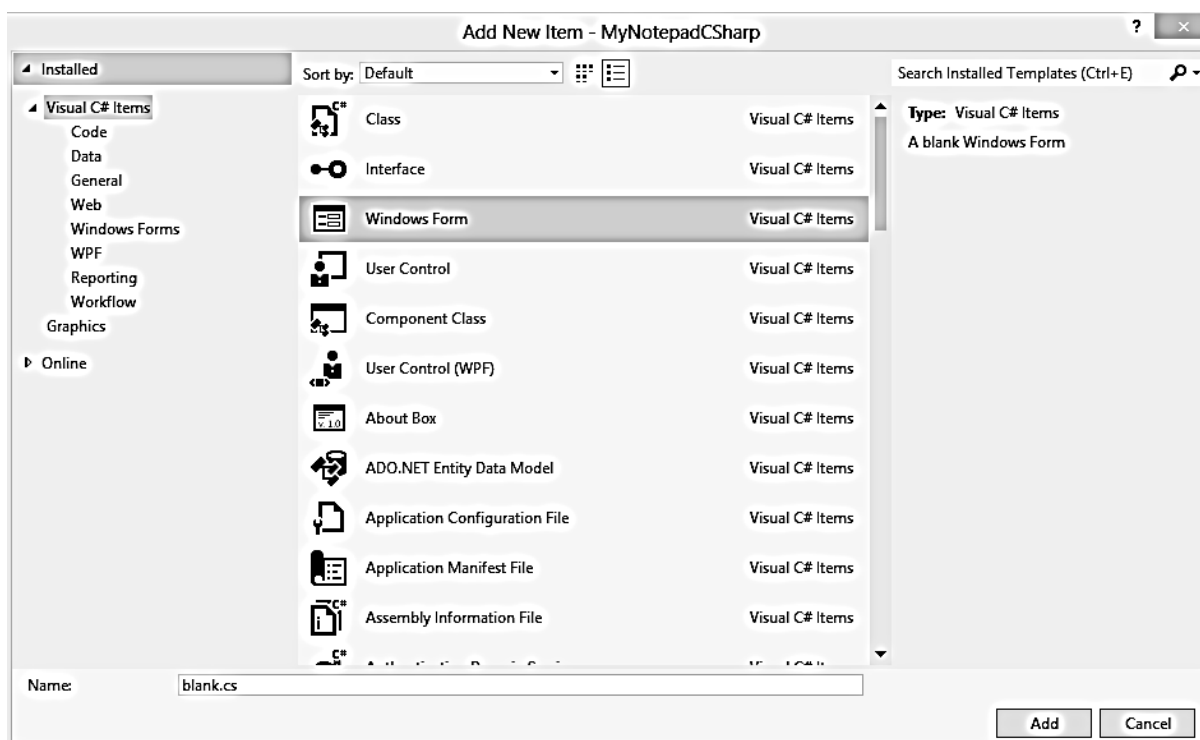 Add New Item - MyNotepadCSharp
?
Installed
Sort by: Default
Search Installed Templates (Ctrl+E)
Visual C# Items
Code
Data
General
Web
Windows Forms
WPF
Reporting
Workflow
Graphics
Online
C#
Class Visual C# Items
Interface Visual C# Items
Windows Form Visual C# Items
User Control Visual C# Items
Component Class Visual C# Items
User Control (WPF) Visual C# Items
v. 1.0
About Box Visual C# Items
ADO.NET Entity Data Model Visual C# Items
Application Configuration File Visual C# Items
Application Manifest File Visual C# Items
C#
Assembly Information File Visual C# Items
C#
Type: Visual C# Items
A blank Windows Form
Name: blank.cs
Add Cancel